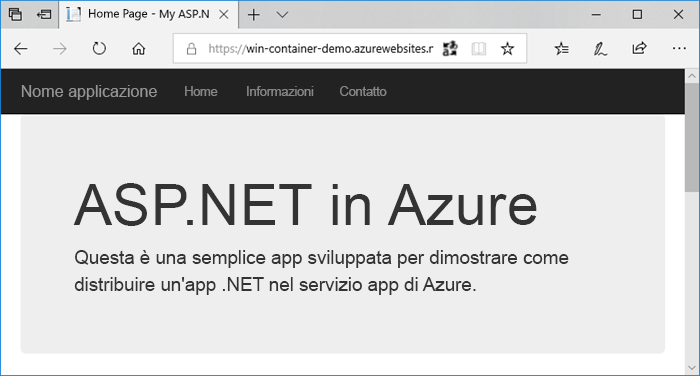 Home Page - My ASP.N
https://win-container-demo.azurewebsites.n
Nome applicazione Home Informazioni Contatto
ASP.NET in Azure
Questa è una semplice app sviluppata per dimostrare come
distribuire un'app .NET nel servizio app di Azure.